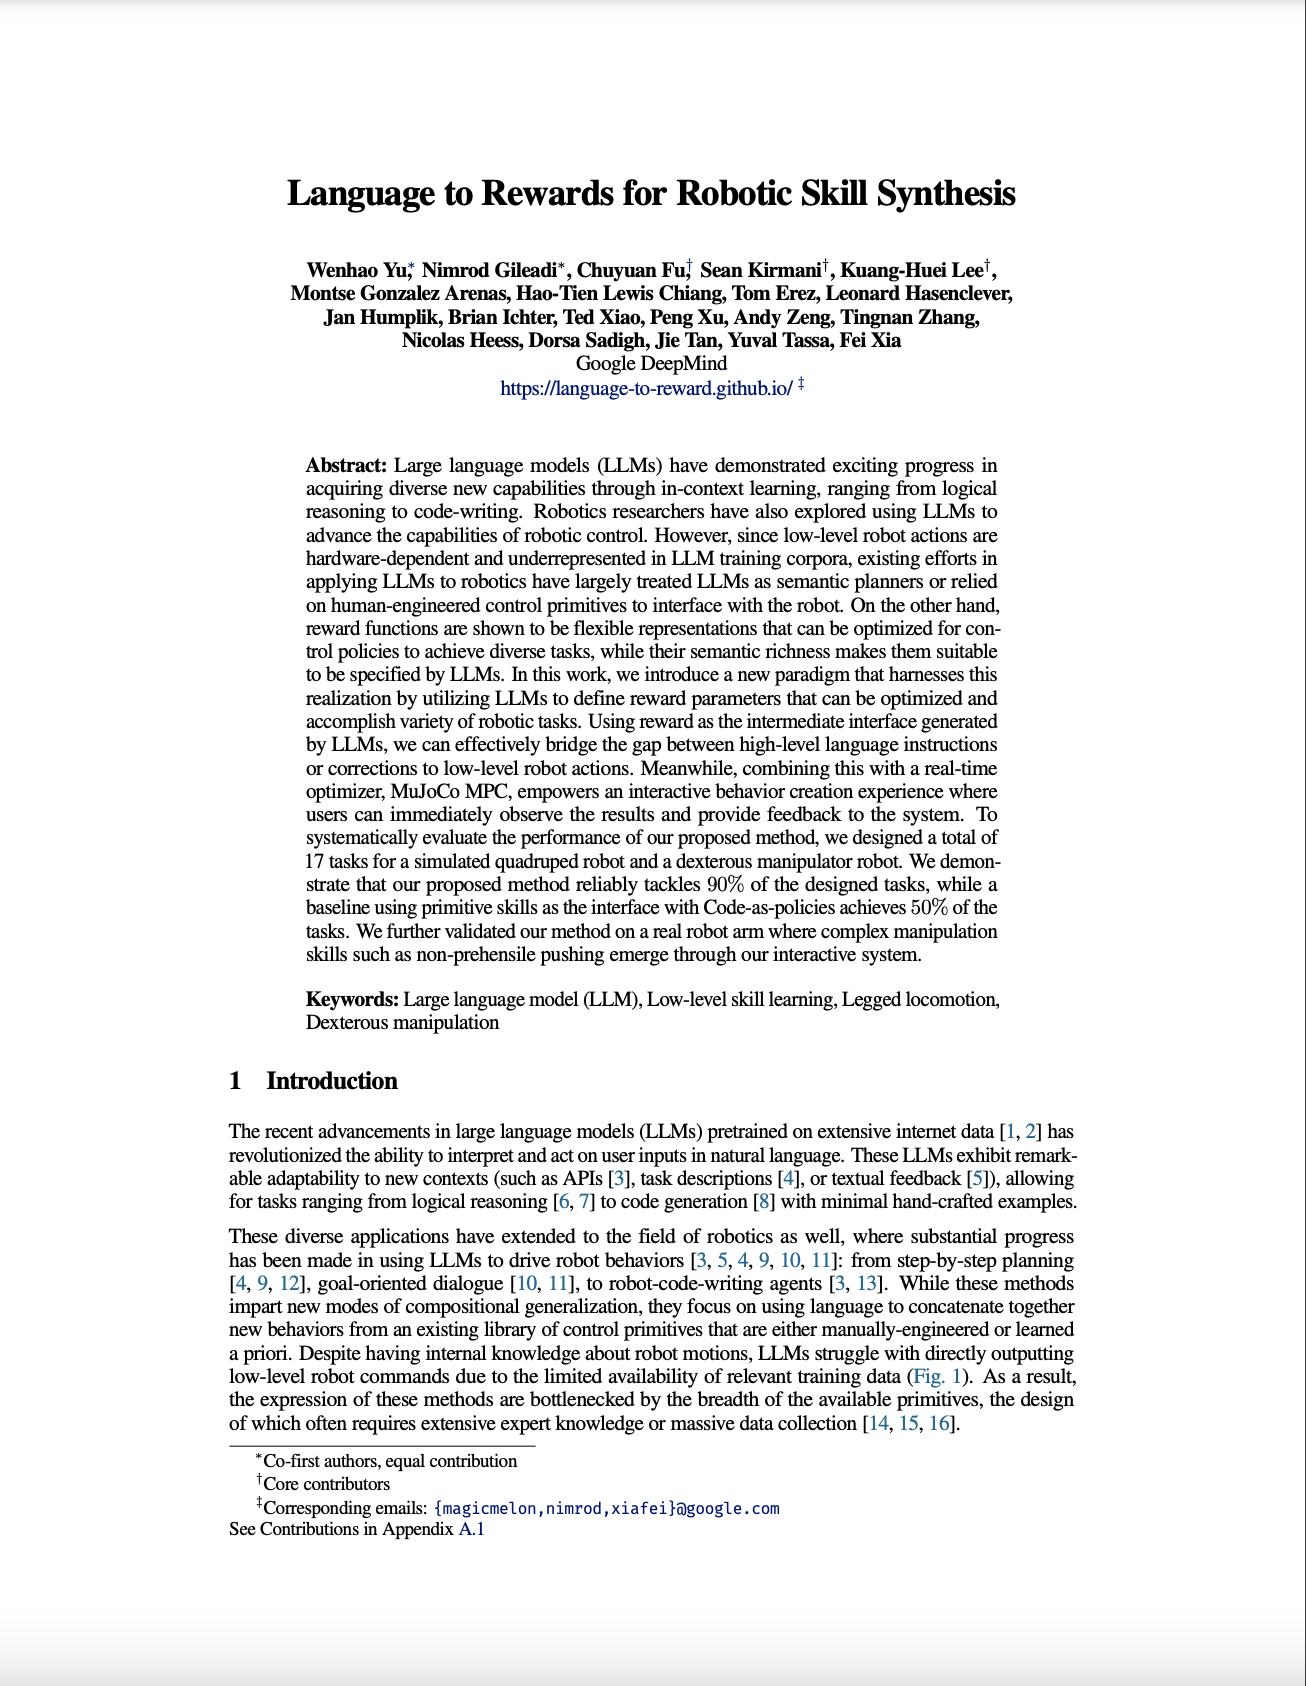 Language to Rewards for Robotic Skill Synthesis
Wenhao Yu,* Nimrod Gileadi*, Chuyuan Fu,† Sean Kirmani†, Kuang-Huei Lee†,
Montse Gonzalez Arenas, Hao-Tien Lewis Chiang, Tom Erez, Leonard Hasenclever,
Jan Humplik, Brian Ichter, Ted Xiao, Peng Xu, Andy Zeng, Tingnan Zhang,
Nicolas Heess, Dorsa Sadigh, Jie Tan, Yuval Tassa, Fei Xia
Google DeepMind
https://language-to-reward.github.io/ ‡
Abstract: Large language models (LLMs) have demonstrated exciting progress in
acquiring diverse new capabilities through in-context learning, ranging from logical
reasoning to code-writing. Robotics researchers have also explored using LLMs to
advance the capabilities of robotic control. However, since low-level robot actions are
hardware-dependent and underrepresented in LLM training corpora, existing efforts in
applying LLMs to robotics have largely treated LLMs as semantic planners or relied
on human-engineered control primitives to interface with the robot. On the other hand,
reward functions are shown to be flexible representations that can be optimized for con-
trol policies to achieve diverse tasks, while their semantic richness makes them suitable
to be specified by LLMs. In this work, we introduce a new paradigm that harnesses this
realization by utilizing LLMs to define reward parameters that can be optimized and
accomplish variety of robotic tasks. Using reward as the intermediate interface generated
by LLMs, we can effectively bridge the gap between high-level language instructions
or corrections to low-level robot actions. Meanwhile, combining this with a real-time
optimizer, MuJoCo MPC, empowers an interactive behavior creation experience where
users can immediately observe the results and provide feedback to the system. To
systematically evaluate the performance of our proposed method, we designed a total of
17 tasks for a simulated quadruped robot and a dexterous manipulator robot. We demon-
strate that our proposed method reliably tackles 90% of the designed tasks, while a
baseline using primitive skills as the interface with Code-as-policies achieves 50% of the
tasks. We further validated our method on a real robot arm where complex manipulation
skills such as non-prehensile pushing emerge through our interactive system.
Keywords: Large language model (LLM), Low-level skill learning, Legged locomotion,
Dexterous manipulation
1 Introduction
The recent advancements in large language models (LLMs) pretrained on extensive internet data [1, 2] has
revolutionized the ability to interpret and act on user inputs in natural language. These LLMs exhibit remark-
able adaptability to new contexts (such as APIs [3], task descriptions [4], or textual feedback [5]), allowing
for tasks ranging from logical reasoning [6, 7] to code generation [8] with minimal hand-crafted examples.
These diverse applications have extended to the field of robotics as well, where substantial progress
has been made in using LLMs to drive robot behaviors [3, 5, 4, 9, 10, 11]: from step-by-step planning
[4, 9, 12], goal-oriented dialogue [10, 11], to robot-code-writing agents [3, 13]. While these methods
impart new modes of compositional generalization, they focus on using language to concatenate together
new behaviors from an existing library of control primitives that are either manually-engineered or learned
a priori. Despite having internal knowledge about robot motions, LLMs struggle with directly outputting
low-level robot commands due to the limited availability of relevant training data (Fig. 1). As a result,
the expression of these methods are bottlenecked by the breadth of the available primitives, the design
of which often requires extensive expert knowledge or massive data collection [14, 15, 16].
*Co-first authors, equal contribution
†Core contributors
‡Corresponding emails: {magicmelon,nimrod,xiafei}@google.com
See Contributions in Appendix A.1